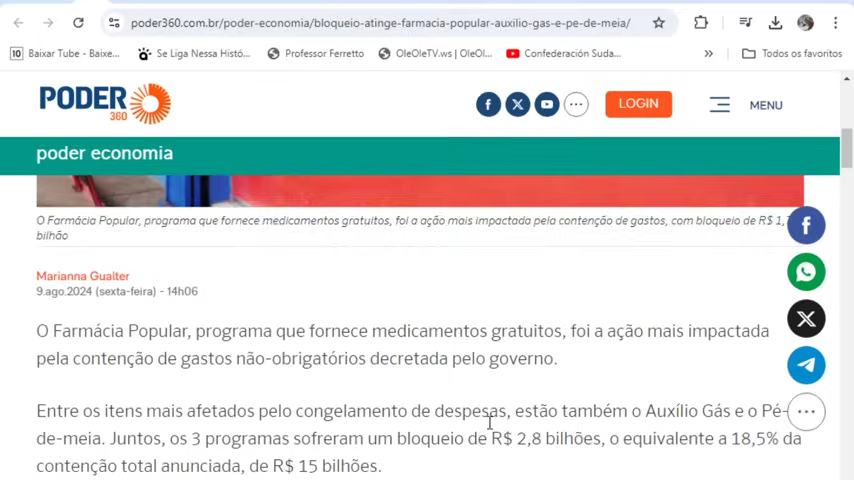 poder360.com.br/poder-economia/bloqueio-atinge-farmacia-popular-auxilio-gas-e-pe-de-meia/
Baixar Tube - Baixe... Se Liga Nessa Histó... Professor Ferretto OleOleTV.ws | OleOl... Confederación Suda... » Todos os favoritos
PODER 360 LOGIN MENU
poder economia
O Farmácia Popular, programa que fornece medicamentos gratuitos, foi a ação mais impactada pela contenção de gastos, com bloqueio de R$ 1,
bilhão
Marianna Gualter
9.ago.2024 (sexta-feira) - 14h06
O Farmácia Popular, programa que fornece medicamentos gratuitos, foi a ação mais impactada
pela contenção de gastos não-obrigatórios decretada pelo governo.
Entre os itens mais afetados pelo congelamento de despesas, estão também o Auxílio Gás e o Pé-
de-meia. Juntos, os 3 programas sofreram um bloqueio de R$ 2,8 bilhões, o equivalente a 18,5% da
contenção total anunciada, de R$ 15 bilhões.